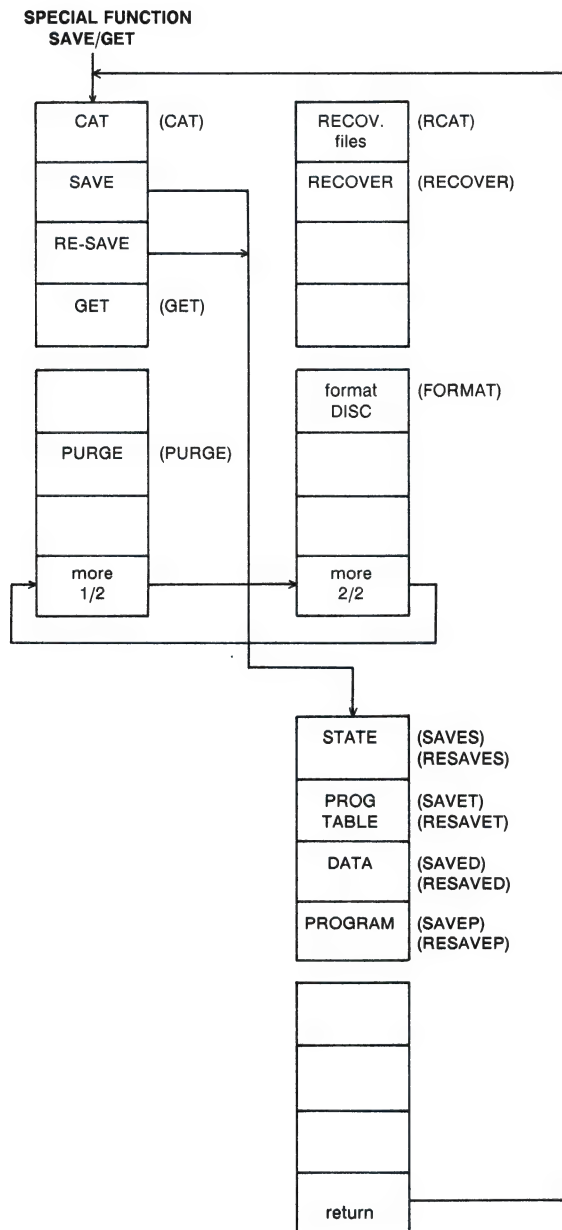 SPECIAL FUNCTION
SAVE/GET
CAT (CAT)
SAVE
RE-SAVE
GET (GET)
PURGE (PURGE)
more
1/2
RECOV. (RCAT)
files
RECOVER (RECOVER)
format (FORMAT)
DISC
more
2/2
STATE (SAVES)
(RESAVES)
PROG (SAVET)
TABLE (RESAVET)
DATA (SAVED)
(RESAVED)
PROGRAM (SAVEP)
(RESAVEP)
return